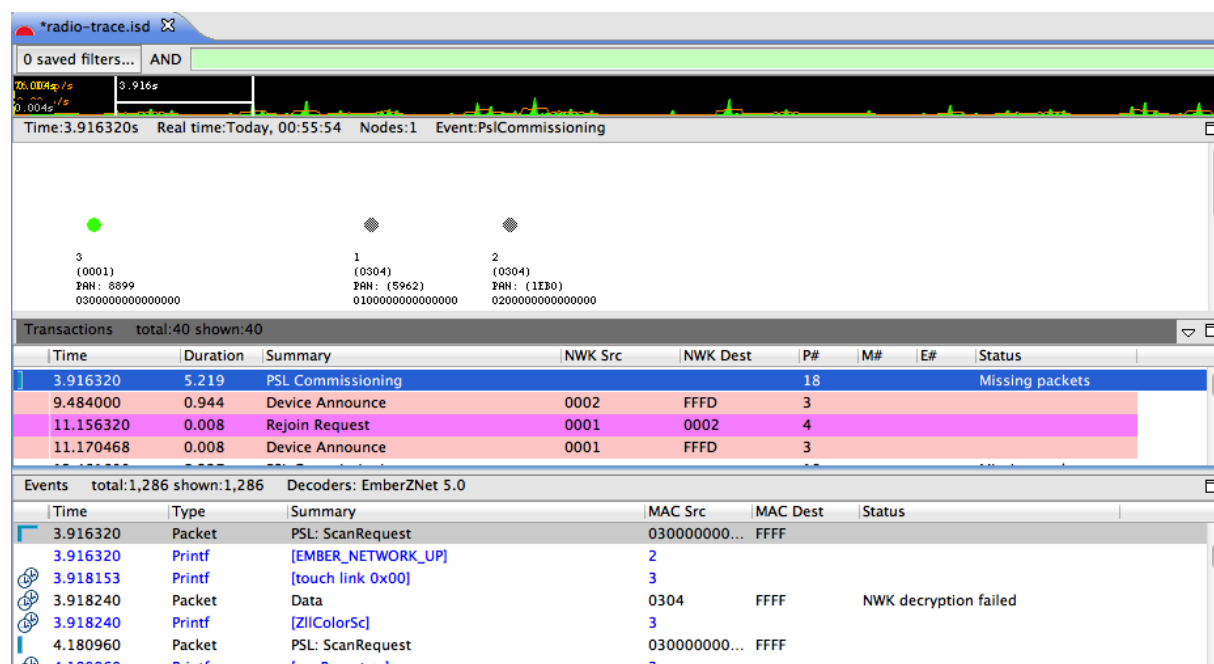 *radio-trace.isd
0 saved filters... AND
3.916s
0.004s
Time:3.916320s Real time:Today, 00:55:54 Nodes:1 Event:PslCommissioning
3 1 2
(0001) (0304) (0304)
PAN: 8899 PAN: (5962) PAN: (1EB0)
0300000000000000 0100000000000000 0200000000000000
Transactions total:40 shown:40
Time Duration Summary NWK Src NWK Dest P# M# E# Status
3.916320 5.219 PSL Commissioning 18 Missing packets
9.484000 0.944 Device Announce 0002 FFFD 3
11.156320 0.008 Rejoin Request 0001 0002 4
11.170468 0.008 Device Announce 0001 FFFD 3
Events total:1,286 shown:1,286 Decoders: EmberZNet 5.0
Time Type Summary MAC Src MAC Dest Status
3.916320 Packet PSL: ScanRequest 030000000... FFFF
3.916320 Printf [EMBER_NETWORK_UP] 2
3.918153 Printf [touch link 0x00] 3
3.918240 Packet Data 0304 FFFF NWK decryption failed
3.918240 Printf [ZllColorSc] 3
4.180960 Packet PSL: ScanRequest 030000000... FFFF